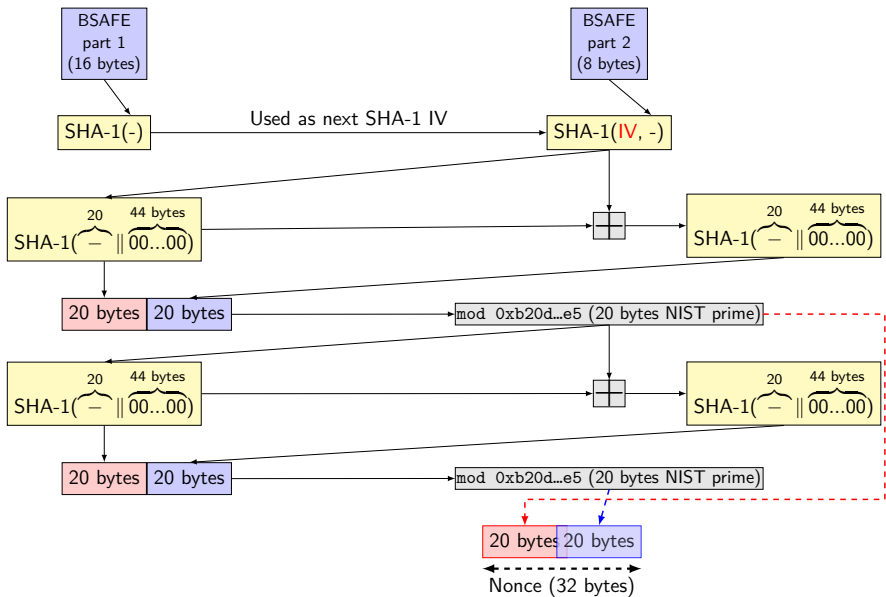 BSAFE
part 1
(16 bytes)
BSAFE
part 2
(8 bytes)
SHA-1(-)
Used as next SHA-1 IV
SHA-1(IV, -)
20
44 bytes
SHA-1( − ∥ 00...00)
20
44 bytes
SHA-1( − ∥ 00...00)
20 bytes
20 bytes
mod 0xb20d…e5 (20 bytes NIST prime)
20
44 bytes
SHA-1( − ∥ 00...00)
20
44 bytes
SHA-1( − ∥ 00...00)
20 bytes
20 bytes
mod 0xb20d…e5 (20 bytes NIST prime)
20 bytes
20 bytes
Nonce (32 bytes)